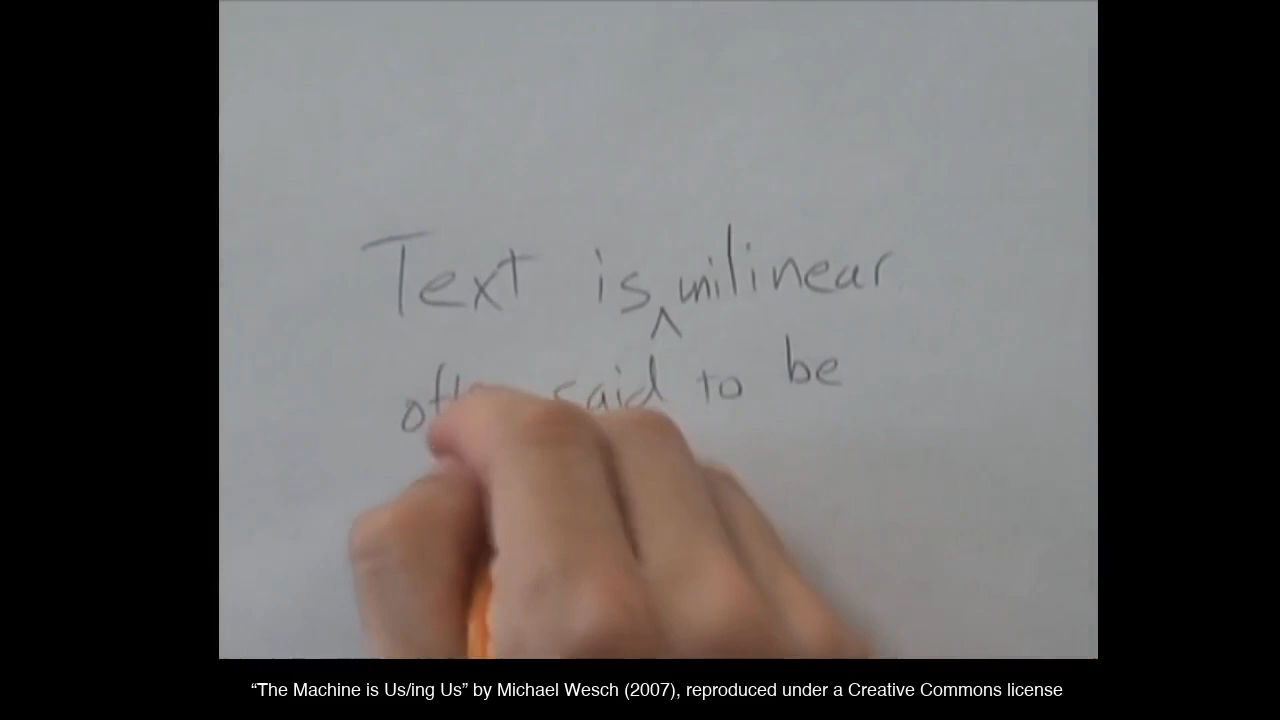 Text is unilinear
^
said to be
“The Machine is Us/ing Us” by Michael Wesch (2007), reproduced under a Creative Commons license